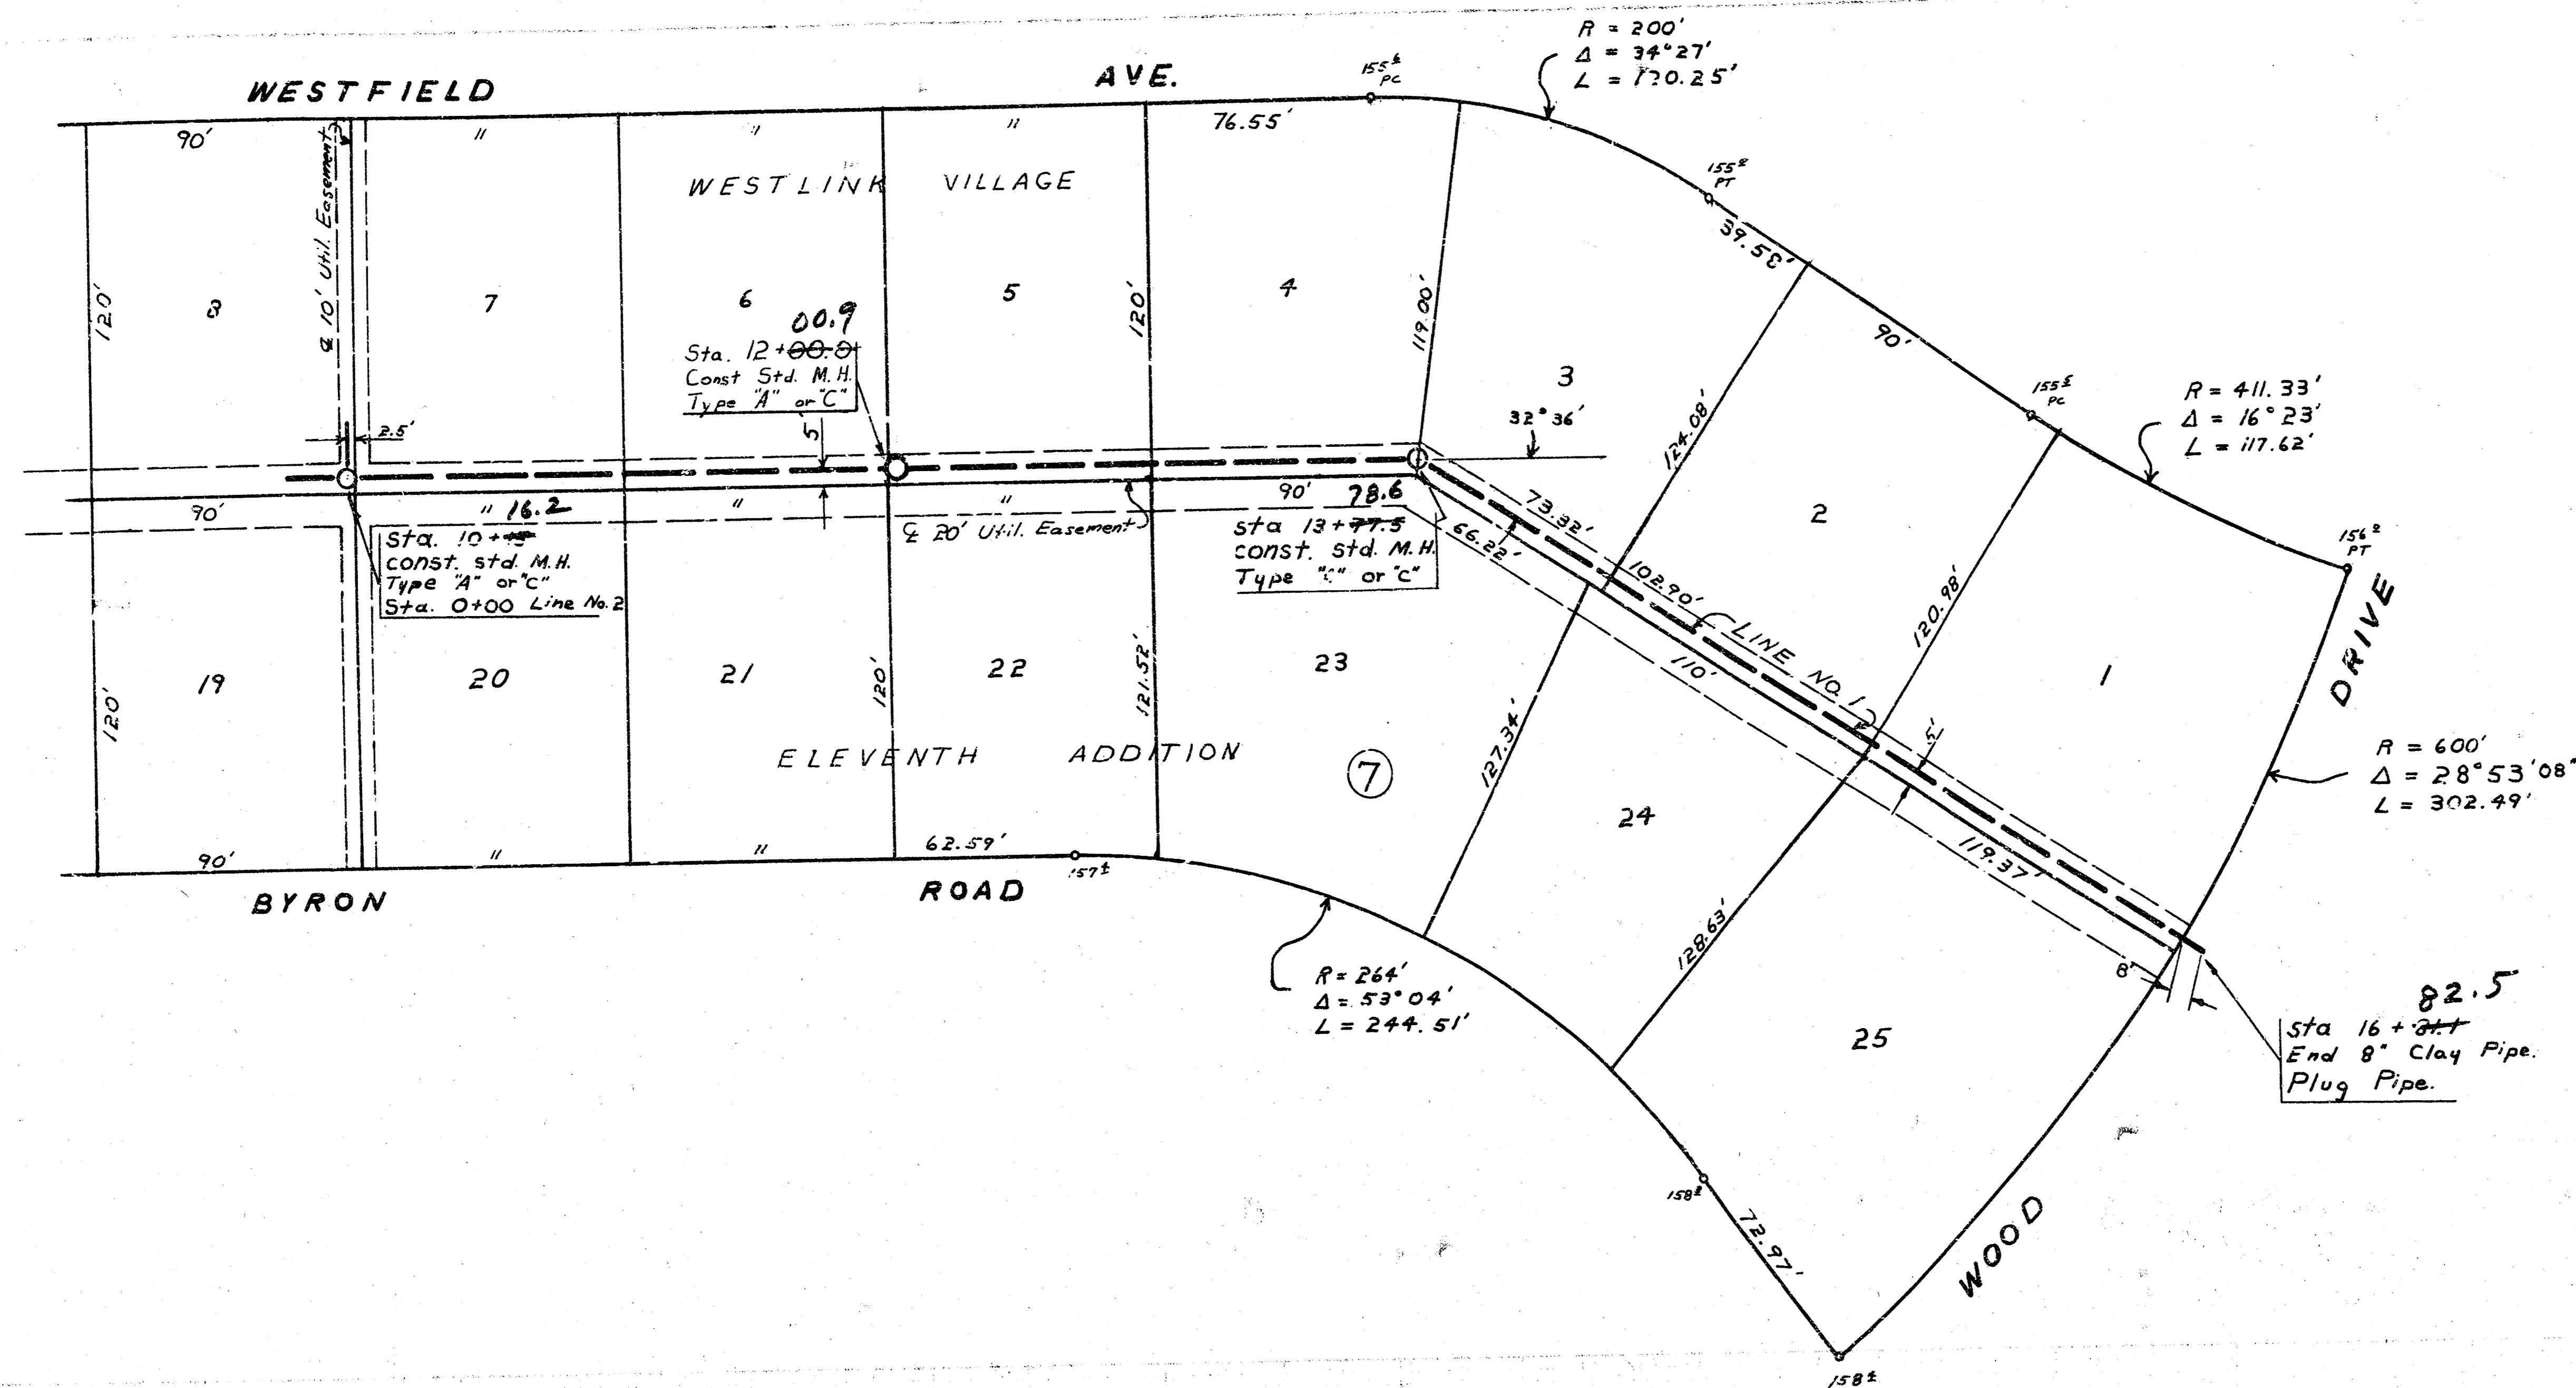 WESTFIELD AVE.
R = 200'
Δ = 34°27'
L = 120.25'
155 PC
90'
"
"
"
76.55'
155 PT
39.58'
℄ 10' Util. Easement
WESTLINK VILLAGE
8
7
6
5
4
3
120'
120'
119.00'
90'
155 PC
R = 411.33'
Δ = 16°23'
L = 117.62'
00.9
Sta. 12+00.0
Const Std. M.H.
Type "A" or "C"
5'
2.5'
32°36'
124.08'
2
156 PT
90'
" 16.2
"
"
90'
78.6
℄ 20' Util. Easement
Sta. 10+
const. std. M.H.
Type "A" or "C"
Sta. 0+00 Line No. 2
sta 13+77.5
const. std. M.H.
Type or "C"
73.32'
66.22'
102.90'
LINE NO. 1
110'
120.98'
1
5'
DRIVE
19
20
21
22
23
120'
120'
121.52'
127.34'
ELEVENTH ADDITION
7
24
R = 600'
Δ = 28°53'08"
L = 302.49'
119.37'
90'
"
"
62.59'
157
BYRON ROAD
128.63'
8'
R = 264'
Δ = 53°04'
L = 244.51'
25
82.5
Sta 16+81.1
End 8" Clay Pipe.
Plug Pipe.
158
72.97'
WOOD
158